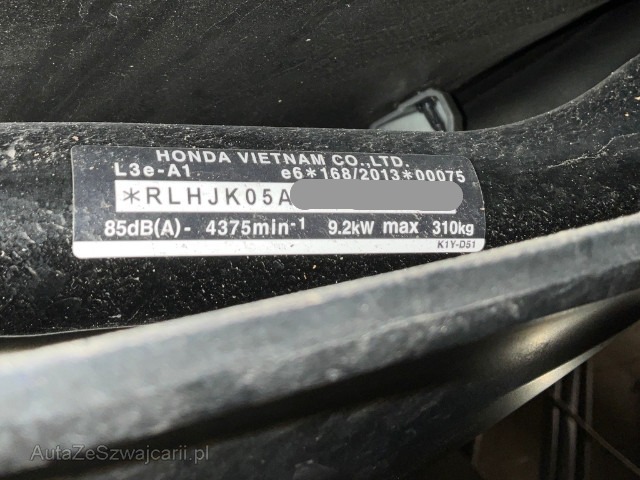 HONDA VIETNAM CO.,LTD.
L3e-A1 e6*168/2013*00075
*RLHJK05A
85dB(A)- 4375min-1 9.2kW max 310kg
K1Y-D51
AutaZeSzwajcarii.pl